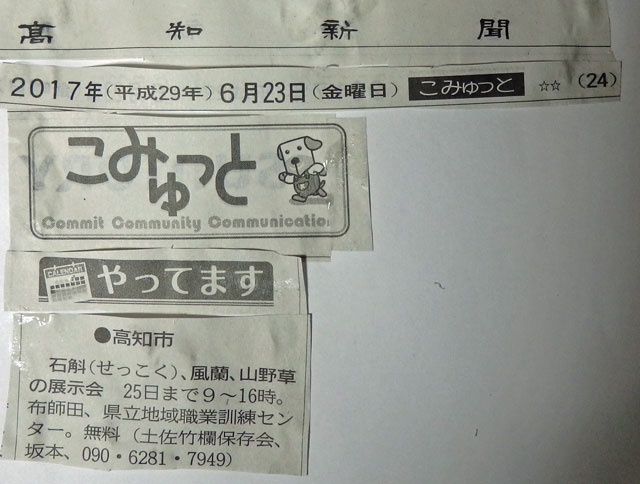 高知新聞
2017年(平成29年) 6月23日(金曜日) こみゅっと ☆☆ (24)
こみゅっと
Commit Community Communication
CALENDAR
やってます
●高知市
石斛(せっこく)、風蘭、山野草
の展示会 25日まで9〜16時。
布師田、県立地域職業訓練セン
ター。無料(土佐竹欄保存会、
坂本、090・6281・7949)